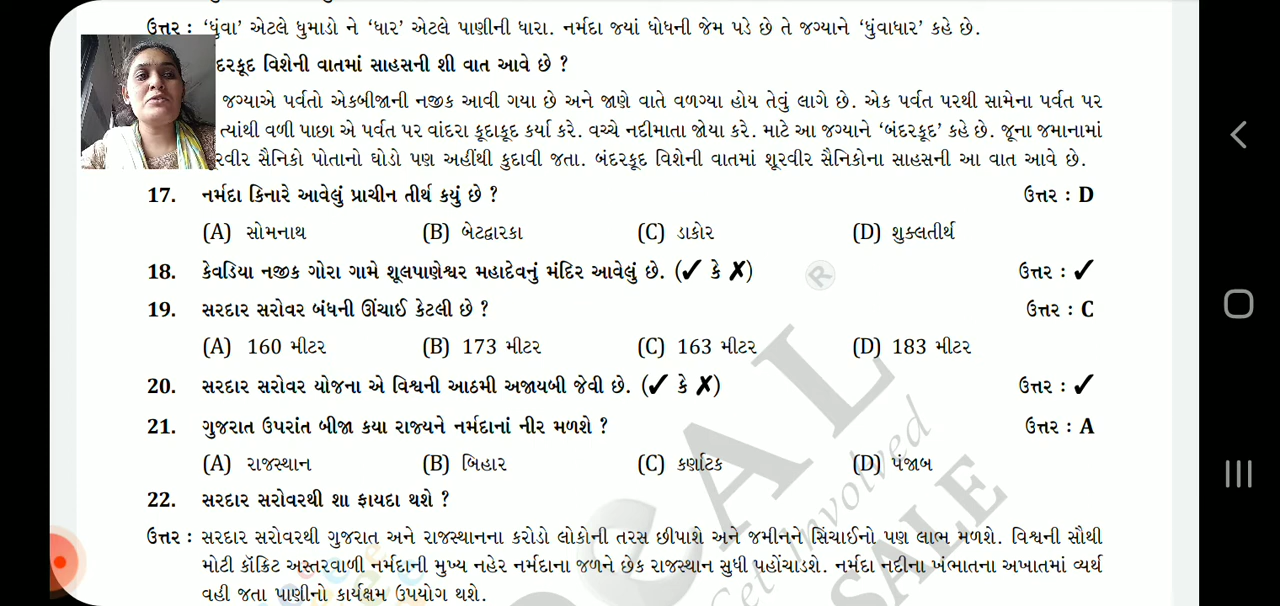 ઉત્તર : ‘ધુંવા’ એટલે ધુમાડો ને ‘ધાર’ એટલે પાણીની ધારા. નર્મદા જ્યાં ધોધની જેમ પડે છે તે જગ્યાને ‘ધુંવાધાર’ કહે છે.
વિશેની વાતમાં સાહસની શી વાત આવે છે ?
જગ્યાએ પર્વતો એકબીજાની નજીક આવી ગયા છે અને જાણે વાતે વળગ્યા હોય તેવું લાગે છે. એક પર્વત પરથી સામેના પર્વત પર
ત્યાંથી વળી પાછા એ પર્વત પર વાંદરા કૂદાકૂદ કર્યા કરે. વચ્ચે નદીમાતા જોયા કરે. માટે આ જગ્યાને ‘બંદરકૂદ’ કહે છે. જૂના જમાનામાં
સૈનિકો પોતાનો ઘોડો પણ અહીંથી કુદાવી જતા. બંદરકૂદ વિશેની વાતમાં શૂરવીર સૈનિકોના સાહસની આ વાત આવે છે.
17. નર્મદા કિનારે આવેલું પ્રાચીન તીર્થ કયું છે ? ઉત્તર : D
(A) સોમનાથ (B) બેટદ્વારકા (C) ડાકોર (D) શુક્લતીર્થ
18. કેવડિયા નજીક ગોરા ગામે શૂલપાણેશ્વર મહાદેવનું મંદિર આવેલું છે. (✓ કે ✗) ઉત્તર : ✓
19. સરદાર સરોવર બંધની ઊંચાઈ કેટલી છે ? ઉત્તર : C
(A) 160 મીટર (B) 173 મીટર (C) 163 મીટર (D) 183 મીટર
20. સરદાર સરોવર યોજના એ વિશ્વની આઠમી અજાયબી જેવી છે. (✓ કે ✗) ઉત્તર : ✓
21. ગુજરાત ઉપરાંત બીજા કયા રાજ્યને નર્મદાનાં નીર મળશે ? ઉત્તર : A
(A) રાજસ્થાન (B) બિહાર (C) કર્ણાટક (D) પંજાબ
22. સરદાર સરોવરથી શા ફાયદા થશે ?
ઉત્તર : સરદાર સરોવરથી ગુજરાત અને રાજસ્થાનના કરોડો લોકોની તરસ છીપાશે અને જમીનને સિંચાઈનો પણ લાભ મળશે. વિશ્વની સૌથી
મોટી કૉંક્રિટ અસ્તરવાળી નર્મદાની મુખ્ય નહેર નર્મદાના જળને છેક રાજસ્થાન સુધી પહોંચાડશે. નર્મદા નદીના ખંભાતના અખાતમાં વ્યર્થ
વહી જતા પાણીનો કાર્યક્ષમ ઉપયોગ થશે.
Get Involved
SALE